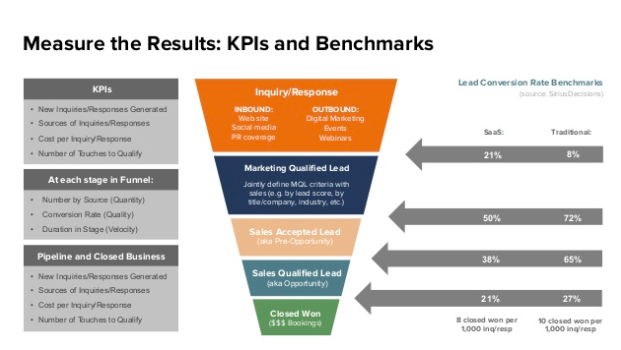 Measure the Results: KPIs and Benchmarks
KPIs
• New Inquiries/Responses Generated
• Sources of Inquiries/Responses
• Cost per Inquiry/Response
• Number of Touches to Qualify
At each stage in Funnel:
• Number by Source (Quantity)
• Conversion Rate (Quality)
• Duration in Stage (Velocity)
Pipeline and Closed Business
• New Inquiries/Responses Generated
• Sources of Inquiries/Responses
• Cost per Inquiry/Response
• Number of Touches to Qualify
Inquiry/Response
INBOUND:
Web site
Social media
PR coverage
OUTBOUND:
Digital Marketing
Events
Webinars
Marketing Qualified Lead
Jointly define MQL criteria with
sales (e.g. by lead score, by
title/company, industry, etc.)
Sales Accepted Lead
(aka Pre-Opportunity)
Sales Qualified Lead
(aka Opportunity)
Closed Won
($$$ Bookings)
Lead Conversion Rate Benchmarks
(source: SiriusDecisions)
SaaS: Traditional:
21% 8%
50% 72%
38% 65%
21% 27%
8 closed won per
1,000 inq/resp
10 closed won per
1,000 inq/resp